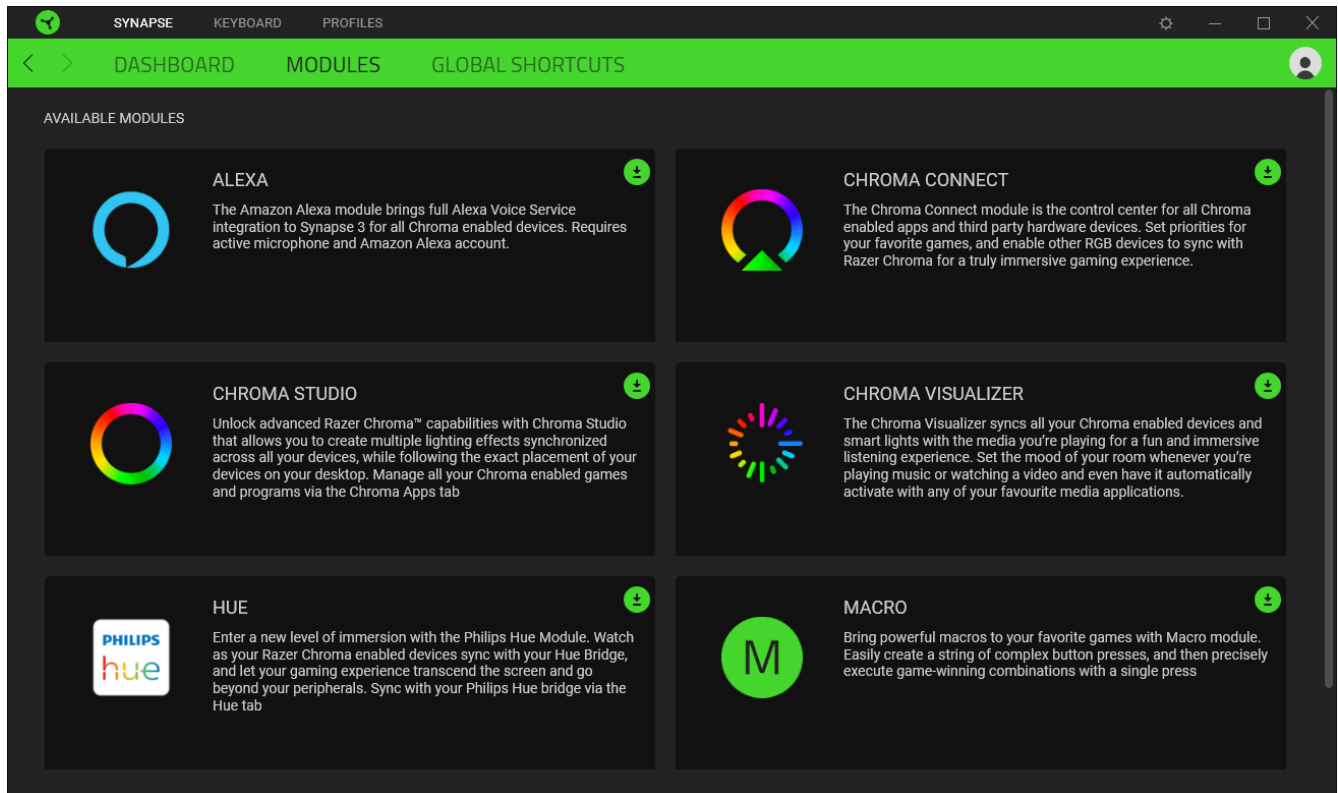 SYNAPSE KEYBOARD PROFILES
DASHBOARD MODULES GLOBAL SHORTCUTS
AVAILABLE MODULES
ALEXA
The Amazon Alexa module brings full Alexa Voice Service
integration to Synapse 3 for all Chroma enabled devices. Requires
active microphone and Amazon Alexa account.
CHROMA CONNECT
The Chroma Connect module is the control center for all Chroma
enabled apps and third party hardware devices. Set priorities for
your favorite games, and enable other RGB devices to sync with
Razer Chroma for a truly immersive gaming experience.
CHROMA STUDIO
Unlock advanced Razer Chroma™ capabilities with Chroma Studio
that allows you to create multiple lighting effects synchronized
across all your devices, while following the exact placement of your
devices on your desktop. Manage all your Chroma enabled games
and programs via the Chroma Apps tab
CHROMA VISUALIZER
The Chroma Visualizer syncs all your Chroma enabled devices and
smart lights with the media you're playing for a fun and immersive
listening experience. Set the mood of your room whenever you're
playing music or watching a video and even have it automatically
activate with any of your favourite media applications.
PHILIPS
hue
HUE
Enter a new level of immersion with the Philips Hue Module. Watch
as your Razer Chroma enabled devices sync with your Hue Bridge,
and let your gaming experience transcend the screen and go
beyond your peripherals. Sync with your Philips Hue bridge via the
Hue tab
M
MACRO
Bring powerful macros to your favorite games with Macro module.
Easily create a string of complex button presses, and then precisely
execute game-winning combinations with a single press